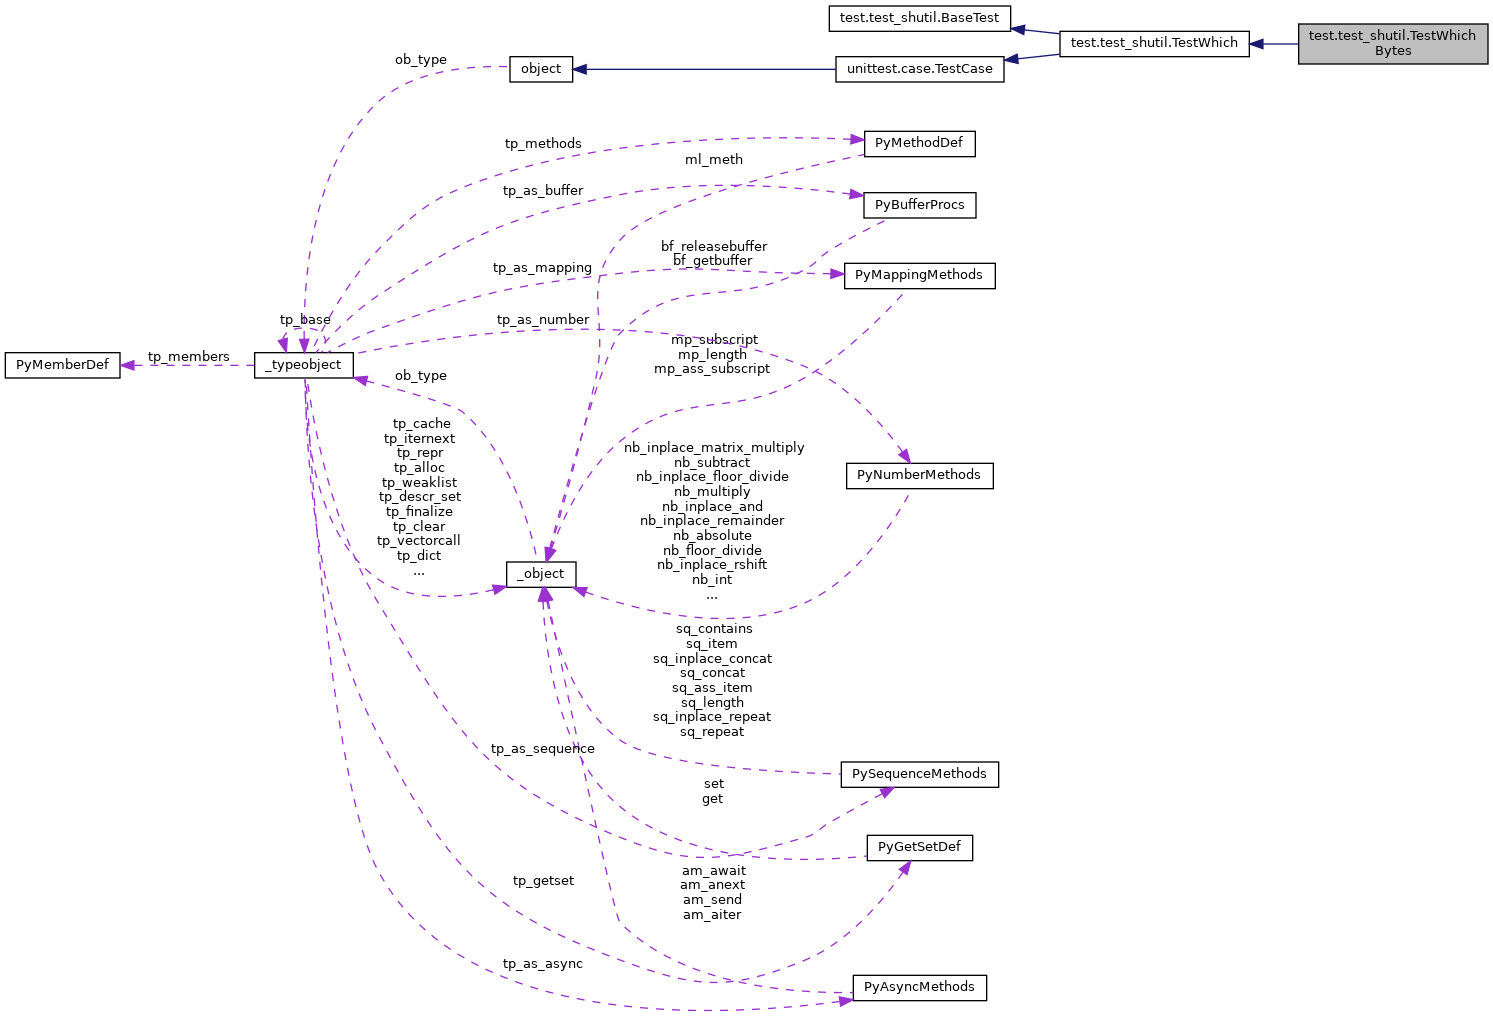 test.test_shutil.BaseTest
test.test_shutil.TestWhich
Bytes
test.test_shutil.TestWhich
ob_type
object
unittest.case.TestCase
tp_methods
PyMethodDef
ml_meth
tp_as_buffer
PyBufferProcs
bf_releasebuffer
bf_getbuffer
tp_as_mapping
PyMappingMethods
tp_base
tp_as_number
mp_subscript
mp_length
mp_ass_subscript
PyMemberDef
tp_members
_typeobject
ob_type
tp_cache
tp_iternext
tp_repr
tp_alloc
tp_weaklist
tp_descr_set
tp_finalize
tp_clear
tp_vectorcall
tp_dict
...
nb_inplace_matrix_multiply
nb_subtract
nb_inplace_floor_divide
nb_multiply
nb_inplace_and
nb_inplace_remainder
nb_absolute
nb_floor_divide
nb_inplace_rshift
nb_int
...
PyNumberMethods
_object
sq_contains
sq_item
sq_inplace_concat
sq_concat
sq_ass_item
sq_length
sq_inplace_repeat
sq_repeat
tp_as_sequence
PySequenceMethods
set
get
PyGetSetDef
tp_getset
am_await
am_anext
am_send
am_aiter
tp_as_async
PyAsyncMethods